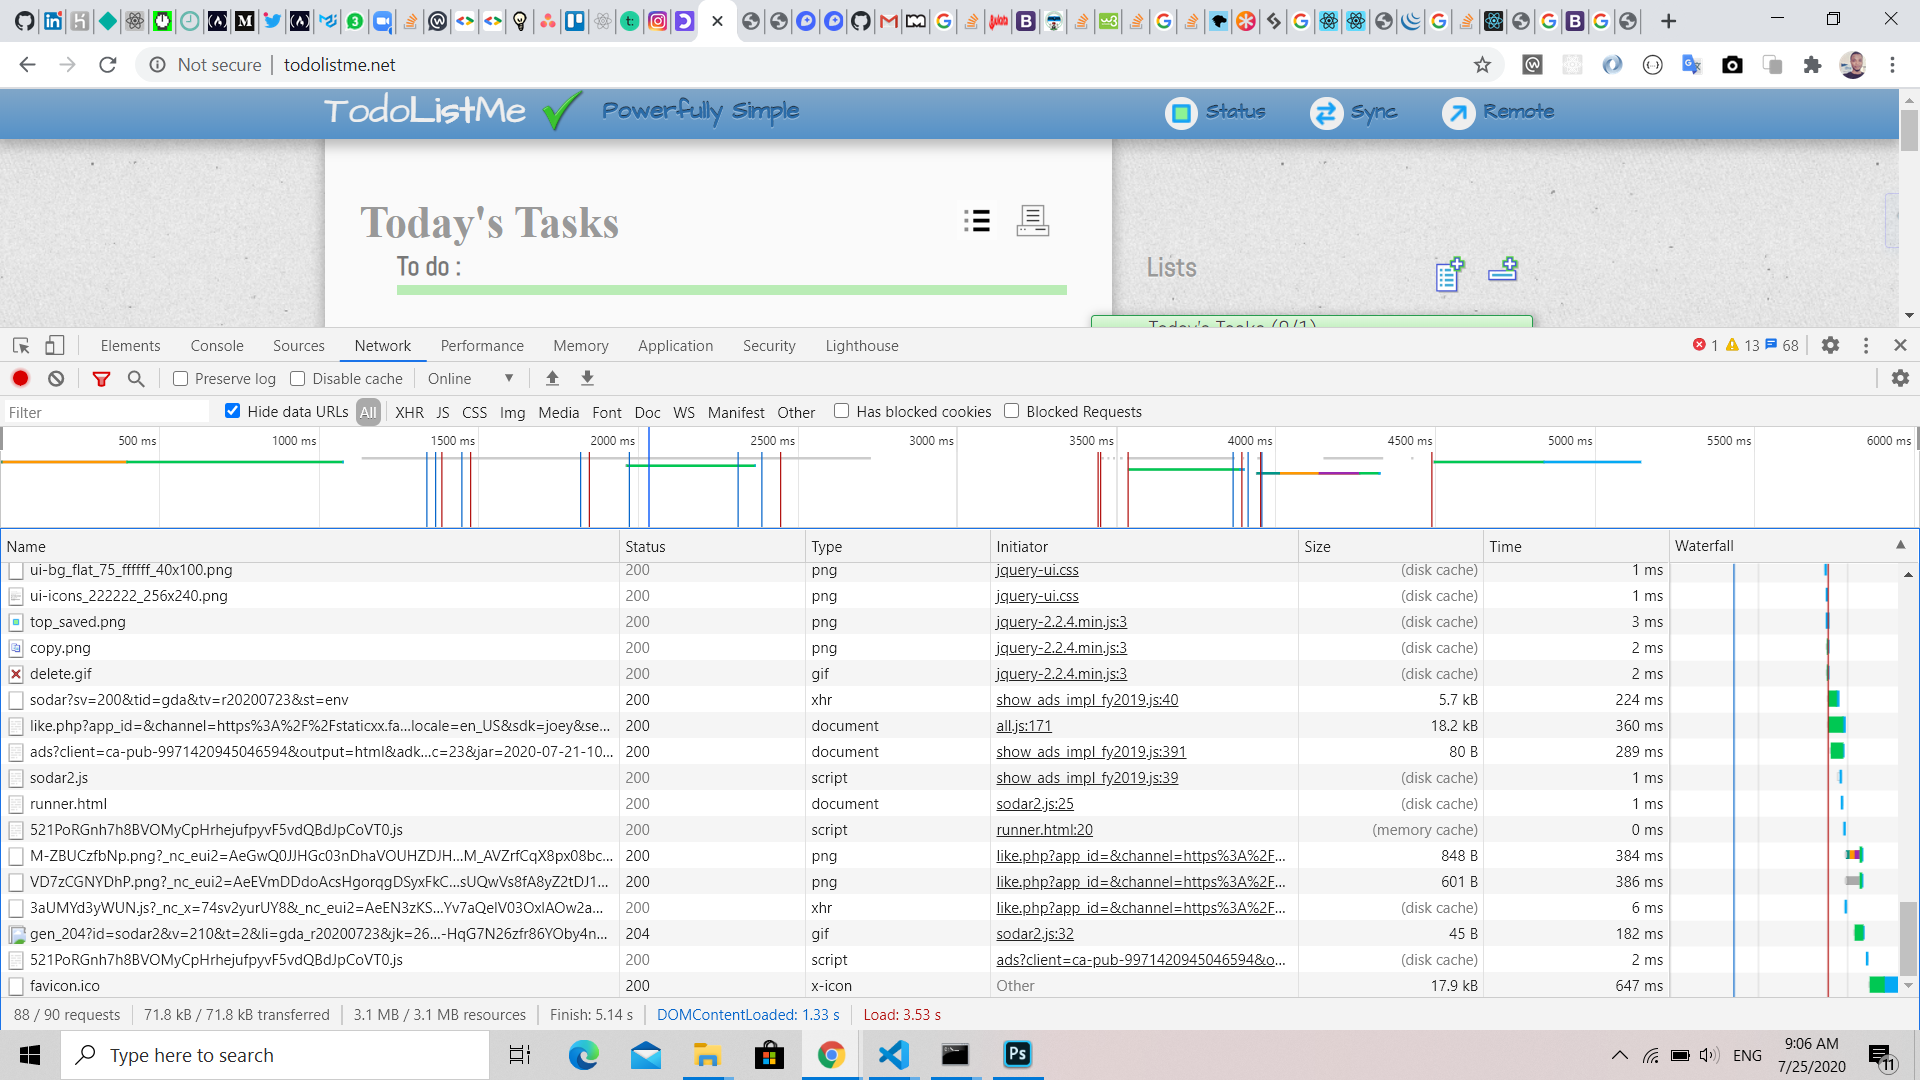 Not secure
todolistme.net
TodoListMe
Powerfully Simple
Status
Sync
Remote
Today's Tasks
To do :
Lists
Today's Tasks (0/1)
Elements
Console
Sources
Network
Performance
Memory
Application
Security
Lighthouse
1
13
68
Preserve log
Disable cache
Online
Filter
Hide data URLs
All
XHR
JS
CSS
Img
Media
Font
Doc
WS
Manifest
Other
Has blocked cookies
Blocked Requests
500 ms
1000 ms
1500 ms
2000 ms
2500 ms
3000 ms
3500 ms
4000 ms
4500 ms
5000 ms
5500 ms
6000 ms
Name Status Type Initiator Size Time Waterfall
ui-bg_flat_75_ffffff_40x100.png 200 png jquery-ui.css (disk cache) 1 ms
ui-icons_222222_256x240.png 200 png jquery-ui.css (disk cache) 1 ms
top_saved.png 200 png jquery-2.2.4.min.js:3 (disk cache) 3 ms
copy.png 200 png jquery-2.2.4.min.js:3 (disk cache) 2 ms
delete.gif 200 gif jquery-2.2.4.min.js:3 (disk cache) 2 ms
sodar?sv=200&tid=gda&tv=r20200723&st=env 200 xhr show_ads_impl_fy2019.js:40 5.7 kB 224 ms
like.php?app_id=&channel=https%3A%2F%2Fstaticxx.fa...locale=en_US&sdk=joey&se... 200 document all.js:171 18.2 kB 360 ms
ads?client=ca-pub-9971420945046594&output=html&adk...c=23&jar=2020-07-21-10... 200 document show_ads_impl_fy2019.js:391 80 B 289 ms
sodar2.js 200 script show_ads_impl_fy2019.js:39 (disk cache) 1 ms
runner.html 200 document sodar2.js:25 (disk cache) 1 ms
521PoRGnh7h8BVOMyCpHrhejufpyvF5vdQBdJpCoVT0.js 200 script runner.html:20 (memory cache) 0 ms
M-ZBUCzfbNp.png?_nc_eui2=AeGwQ0JJHGc03nDhaVOUHZDJH...M_AVZrfCqX8px08bc... 200 png like.php?app_id=&channel=https%3A%2F... 848 B 384 ms
VD7zCGNYDhP.png?_nc_eui2=AeEVmDDdoAcsHgorqgDSyxFkC...sUQwVs8fA8yZ2tDJ1... 200 png like.php?app_id=&channel=https%3A%2F... 601 B 386 ms
3aUMYd3yWUN.js?_nc_x=74sv2yurUY8&_nc_eui2=AeEN3zKS...Yv7aQelV03OxlAOw2a... 200 xhr like.php?app_id=&channel=https%3A%2F... (disk cache) 6 ms
gen_204?id=sodar2&v=210&t=2&li=gda_r20200723&jk=26...-HqG7N26zfr86YOby4n... 204 gif sodar2.js:32 45 B 182 ms
521PoRGnh7h8BVOMyCpHrhejufpyvF5vdQBdJpCoVT0.js 200 script ads?client=ca-pub-9971420945046594&o... (disk cache) 2 ms
favicon.ico 200 x-icon Other 17.9 kB 647 ms
88 / 90 requests
71.8 kB / 71.8 kB transferred
3.1 MB / 3.1 MB resources
Finish: 5.14 s
DOMContentLoaded: 1.33 s
Load: 3.53 s
Type here to search
Ps
ENG
9:06 AM
7/25/2020
11